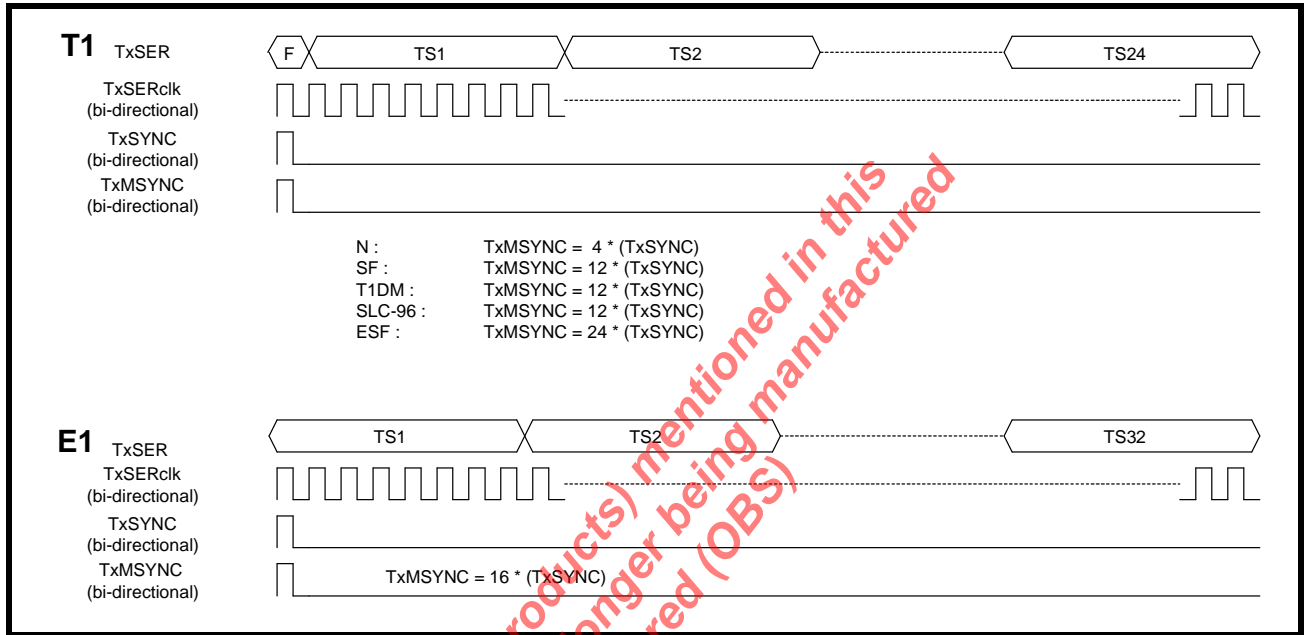 T1 TxSER F TS1 TS2 TS24
TxSERclk
(bi-directional)
TxSYNC
(bi-directional)
TxMSYNC
(bi-directional)
N : TxMSYNC = 4 * (TxSYNC)
SF : TxMSYNC = 12 * (TxSYNC)
T1DM : TxMSYNC = 12 * (TxSYNC)
SLC-96 : TxMSYNC = 12 * (TxSYNC)
ESF : TxMSYNC = 24 * (TxSYNC)
E1 TxSER TS1 TS2 TS32
TxSERclk
(bi-directional)
TxSYNC
(bi-directional)
TxMSYNC
(bi-directional)
TxMSYNC = 16 * (TxSYNC)
mentioned in this
being manufactured
(OBS)